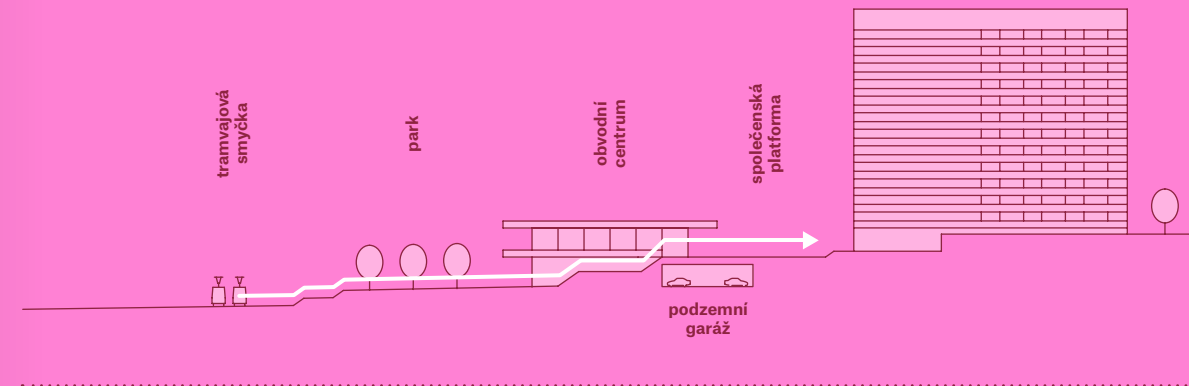 tramvajová
smyčka
park
obvodní
centrum
společenská
platforma
podzemní
garáž